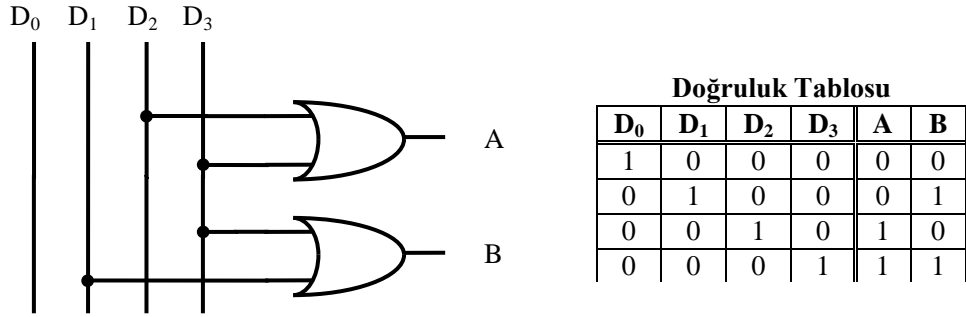 D₀ D₁ D₂ D₃
A
B
Doğruluk Tablosu
D₀ D₁ D₂ D₃ A B
1 0 0 0 0 0
0 1 0 0 0 1
0 0 1 0 1 0
0 0 0 1 1 1